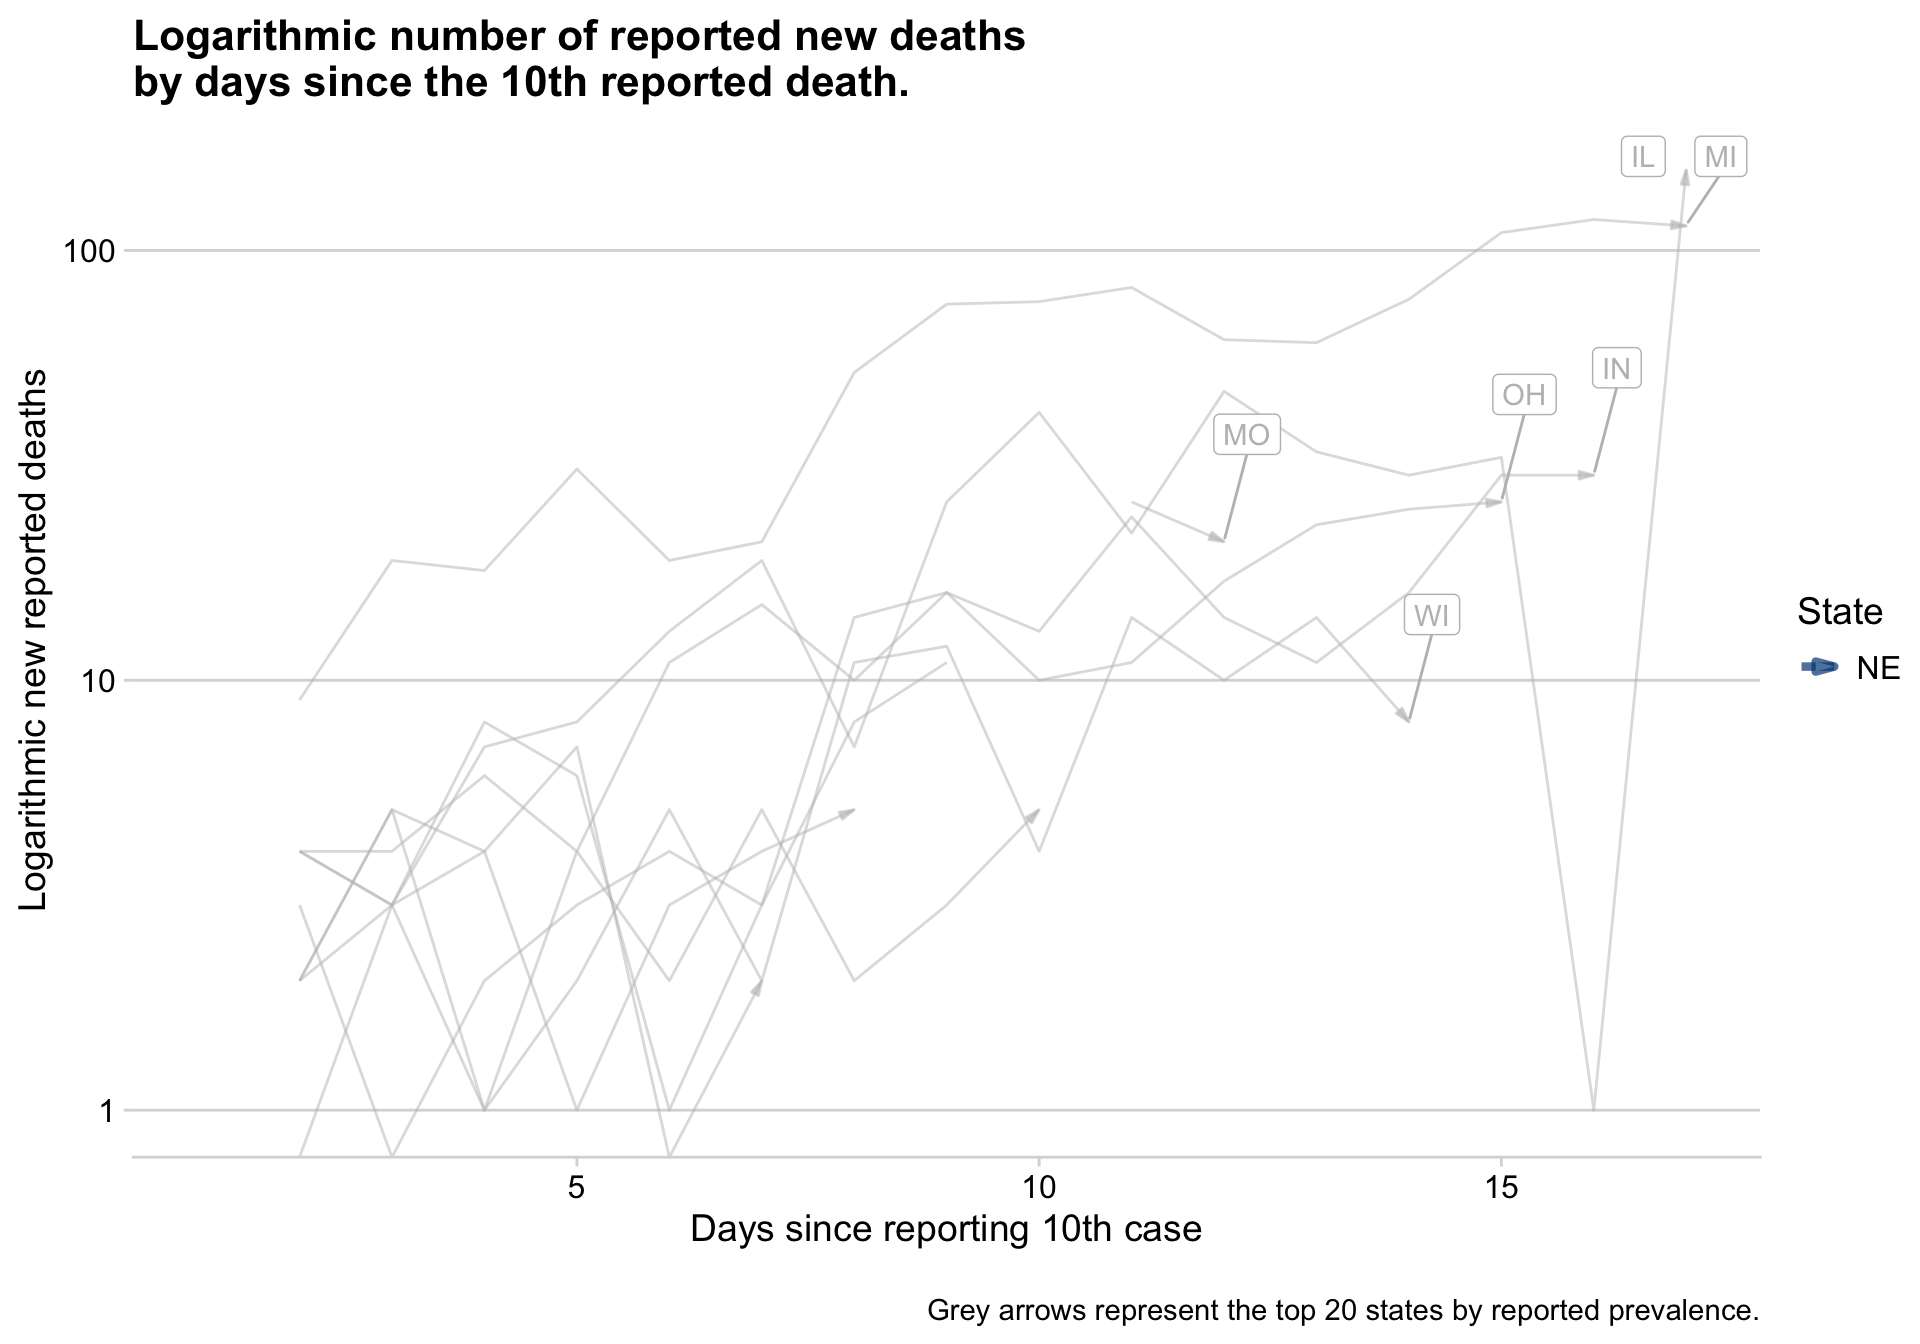 Logarithmic number of reported new deaths
by days since the 10th reported death.
IL
MI
100
IN
OH
MO
WI
10
1
Logarithmic new reported deaths
State
NE
5
10
15
Days since reporting 10th case
Grey arrows represent the top 20 states by reported prevalence.